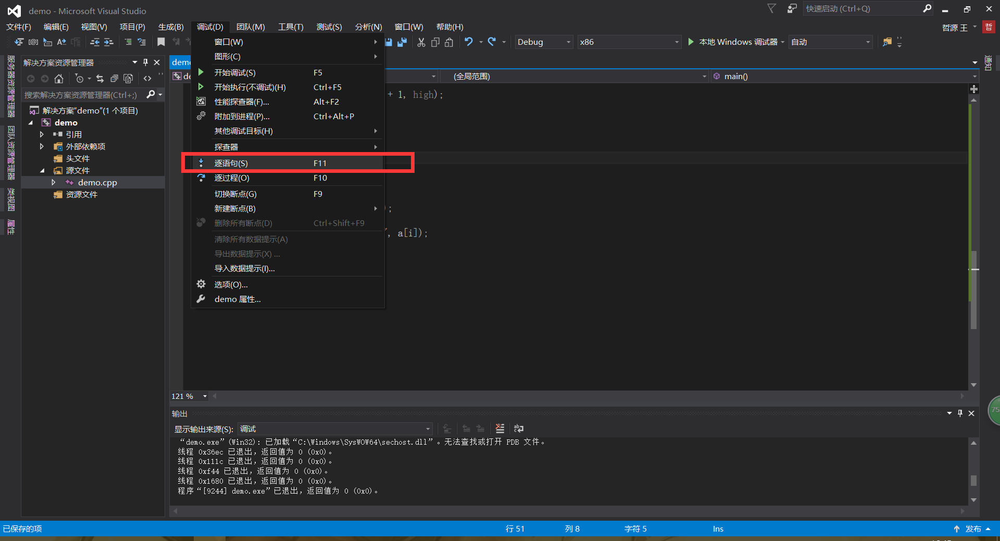 demo - Microsoft Visual Studio
快速启动 (Ctrl+Q)
文件(F) 编辑(E) 视图(V) 项目(P) 生成(B) 调试(D) 团队(M) 工具(T) 测试(S) 分析(N) 窗口(W) 帮助(H)
哲源 王 哲
Debug x86 本地 Windows 调试器 自动
服务器资源管理器
团队资源管理器
类视图
属性
解决方案资源管理器
搜索解决方案资源管理器(Ctrl+;)
解决方案"demo"(1 个项目)
demo
引用
外部依赖项
头文件
源文件
demo.cpp
资源文件
窗口(W)
图形(C)
开始调试(S) F5
开始执行(不调试)(H) Ctrl+F5
性能探查器(F)... Alt+F2
附加到进程(P)... Ctrl+Alt+P
其他调试目标(H)
探查器
逐语句(S) F11
逐过程(O) F10
切换断点(G) F9
新建断点(B)
删除所有断点(D) Ctrl+Shift+F9
清除所有数据提示(A)
导出数据提示(X) ...
导入数据提示(I)...
选项(O)...
demo 属性...
(全局范围) main()
+ 1, high);
);
, a[i]);
通知
121 %
75
输出
显示输出来源(S): 调试
“demo.exe”(Win32): 已加载“C:\Windows\SysWOW64\sechost.dll”。无法查找或打开 PDB 文件。
线程 0x36ec 已退出，返回值为 0 (0x0)。
线程 0x111c 已退出，返回值为 0 (0x0)。
线程 0xf44 已退出，返回值为 0 (0x0)。
线程 0x1680 已退出，返回值为 0 (0x0)。
程序“[9244] demo.exe”已退出，返回值为 0 (0x0)。
已保存的项 行 51 列 8 字符 5 Ins 发布